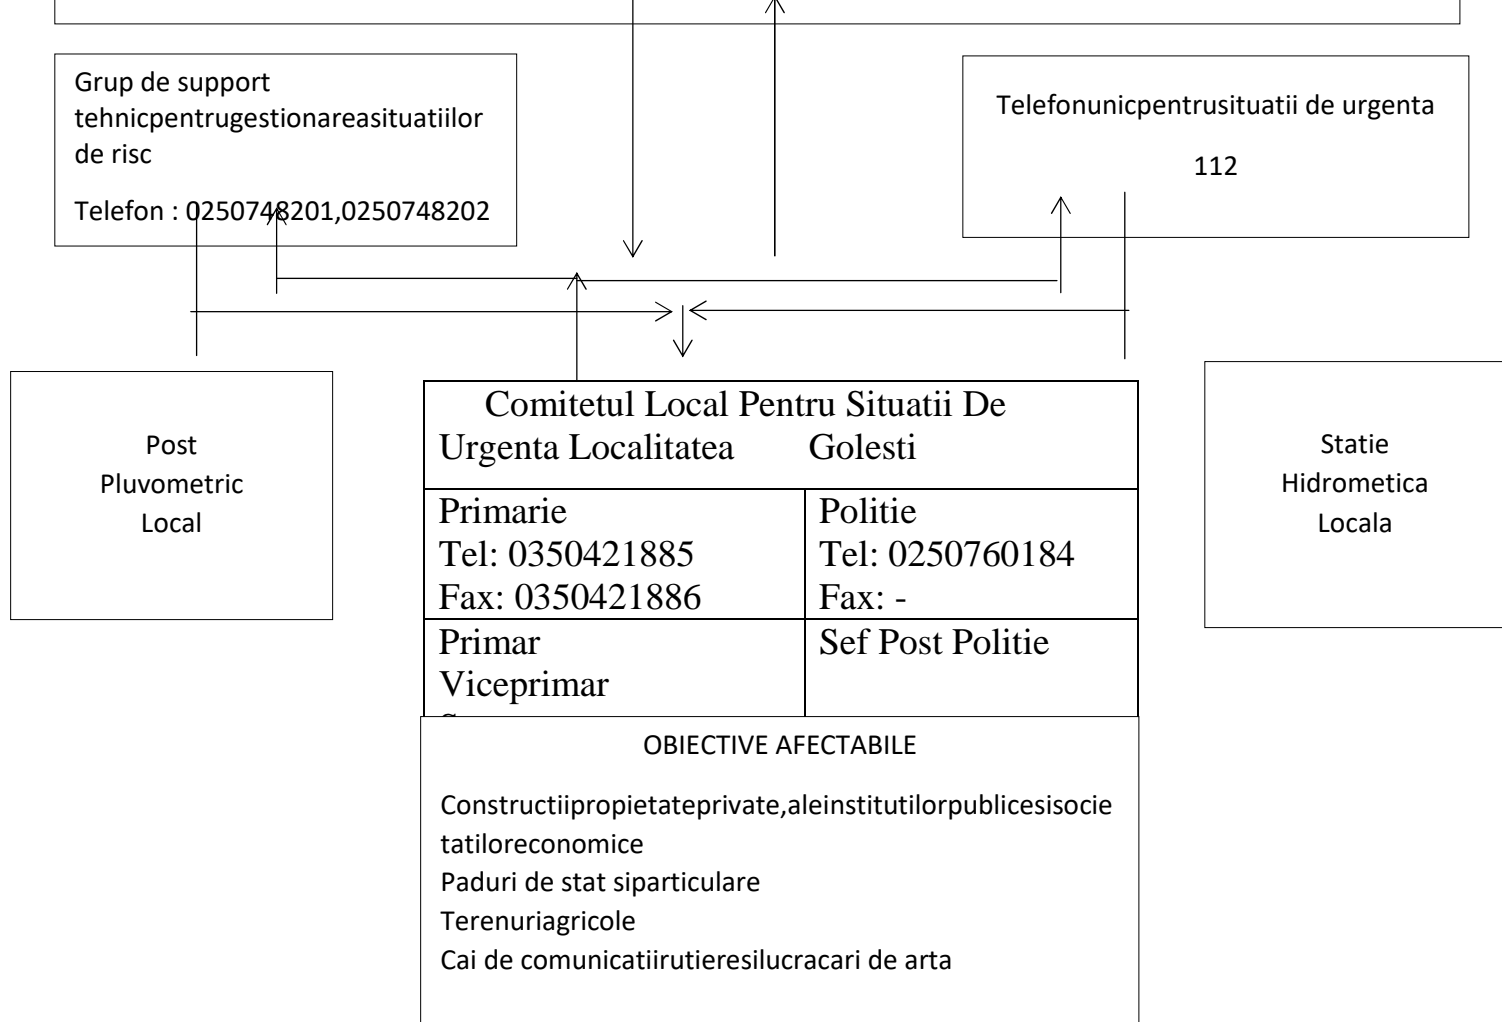 Grup de support
tehnicpentrugestionareasituatiilor
de risc
Telefon : 0250748201,0250748202
Telefonunicpentrusituatii de urgenta
112
Post
Pluvometric
Local
Comitetul Local Pentru Situatii De
Urgenta Localitatea Golesti
Primarie
Tel: 0350421885
Fax: 0350421886
Politie
Tel: 0250760184
Fax: -
Primar
Viceprimar
Sef Post Politie
Statie
Hidrometica
Locala
OBIECTIVE AFECTABILE
Constructiipropietateprivate,aleinstitutilorpublicesisocie
tatiloreconomice
Paduri de stat siparticulare
Terenuriagricole
Cai de comunicatiirutieresilucracari de arta